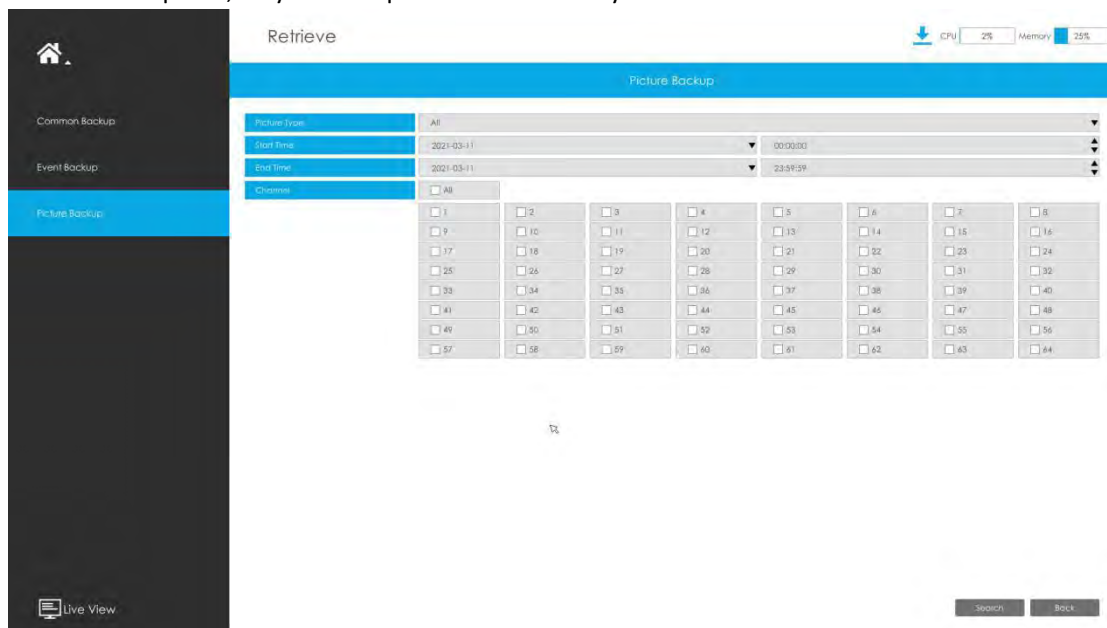 Retrieve
CPU 2% Memory 25%
Picture Backup
Common Backup
Event Backup
Picture Backup
Picture Type All
Start Time 2021-03-11 00:00:00
End Time 2021-03-11 23:59:59
Channel All
1 2 3 4 5 6 7 8
9 10 11 12 13 14 15 16
17 18 19 20 21 22 23 24
25 26 27 28 29 30 31 32
33 34 35 36 37 38 39 40
41 42 43 44 45 46 47 48
49 50 51 52 53 54 55 56
57 58 59 60 61 62 63 64
Live View
Search Back